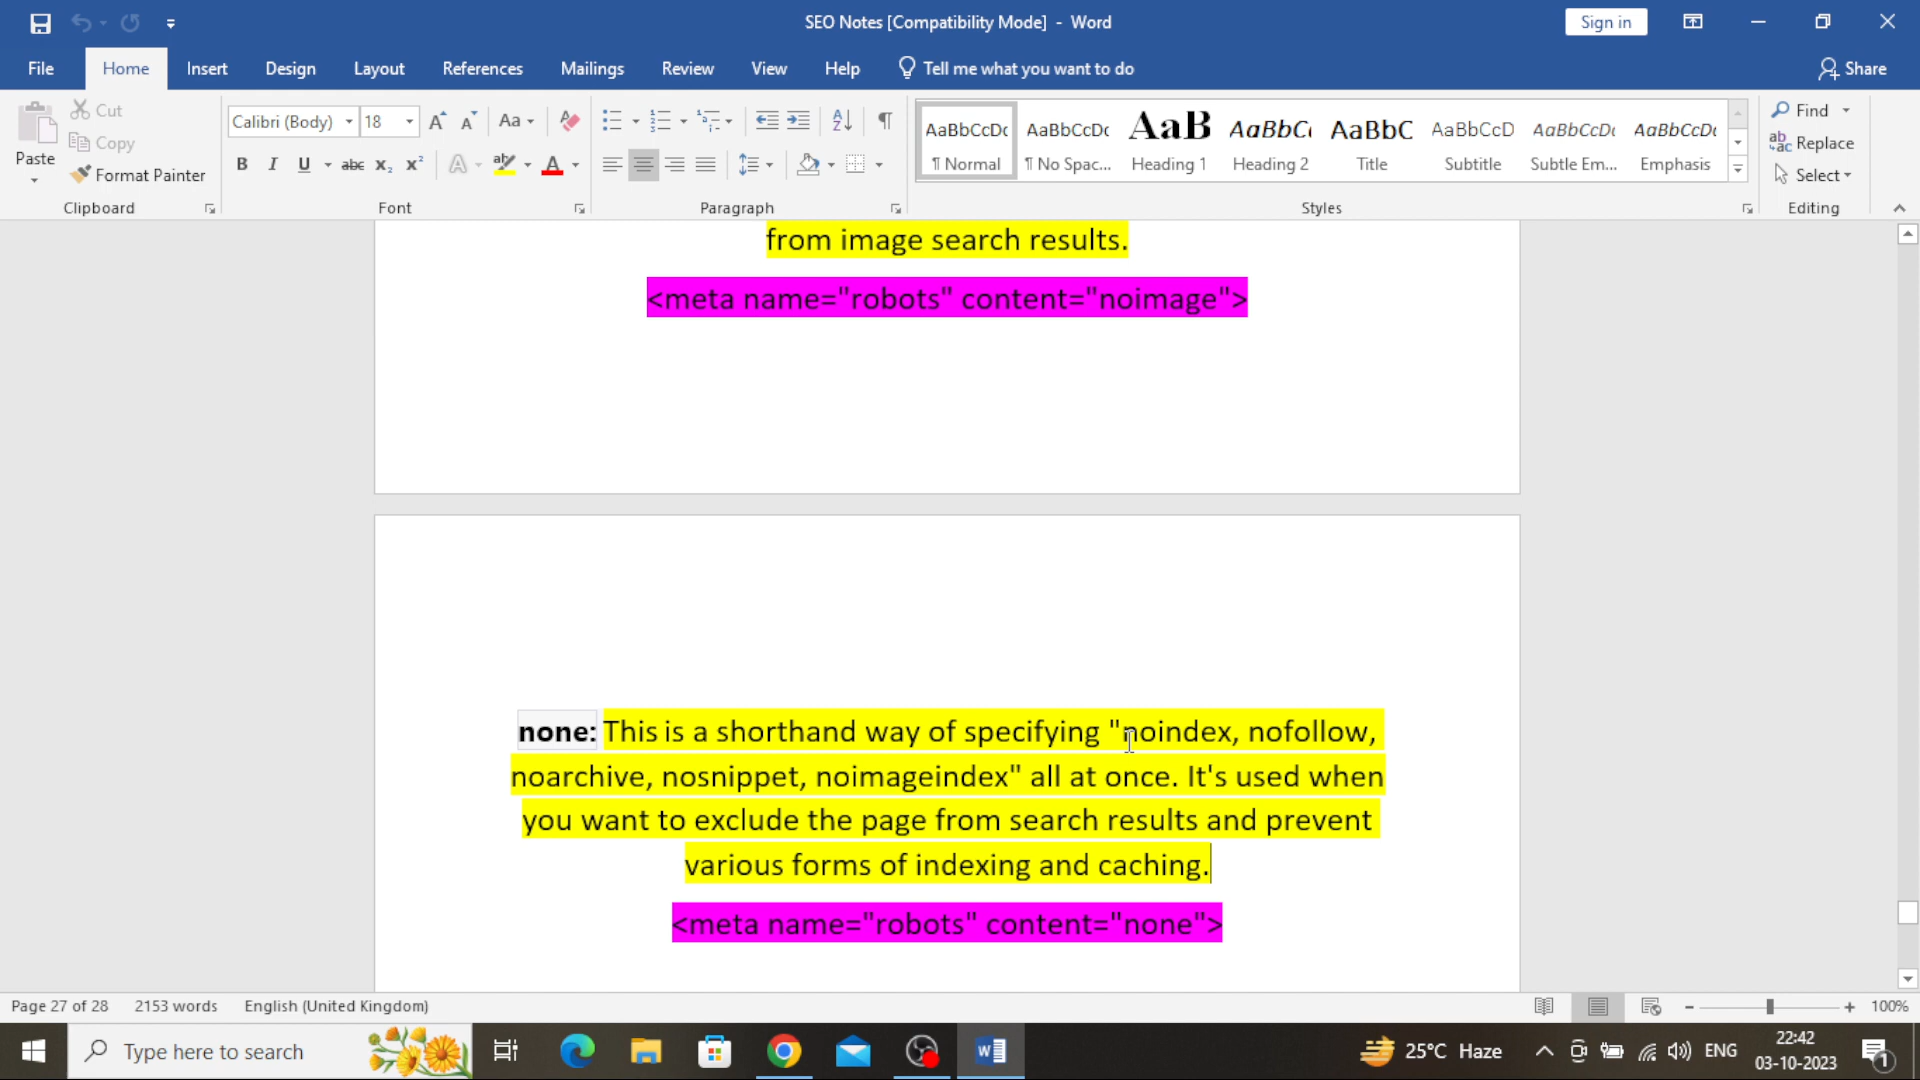 SEO Notes [Compatibility Mode] - Word
Sign in
File Home Insert Design Layout References Mailings Review View Help Tell me what you want to do Share
Paste
Cut
Copy
Format Painter
Clipboard
Calibri (Body) 18
Font
Paragraph
AaBbCcDc AaBbCcDc AaB AaBbC AaBbC AaBbCcD AaBbCcDc AaBbCcDc
¶ Normal ¶ No Spac... Heading 1 Heading 2 Title Subtitle Subtle Em... Emphasis
Styles
Find
Replace
Select
Editing
from image search results.
<meta name="robots" content="noimage">
none: This is a shorthand way of specifying "noindex, nofollow,
noarchive, nosnippet, noimageindex" all at once. It's used when
you want to exclude the page from search results and prevent
various forms of indexing and caching.
<meta name="robots" content="none">
Page 27 of 28 2153 words English (United Kingdom) 100%
Type here to search
25°C Haze ENG
22:42
03-10-2023
1